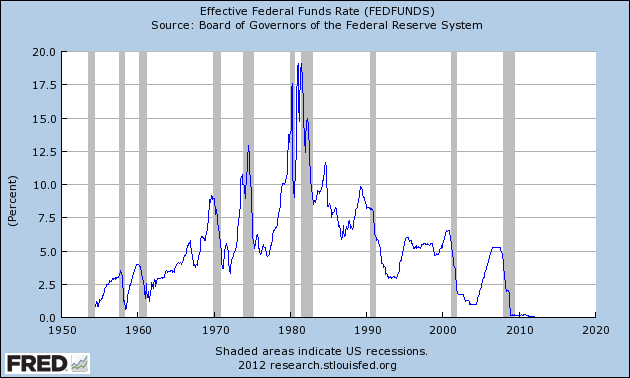 Effective Federal Funds Rate (FEDFUNDS)
Source: Board of Governors of the Federal Reserve System
20.0
17.5
15.0
12.5
10.0
7.5
5.0
2.5
0.0
(Percent)
1950 1960 1970 1980 1990 2000 2010 2020
Shaded areas indicate US recessions.
2012 research.stlouisfed.org
FRED